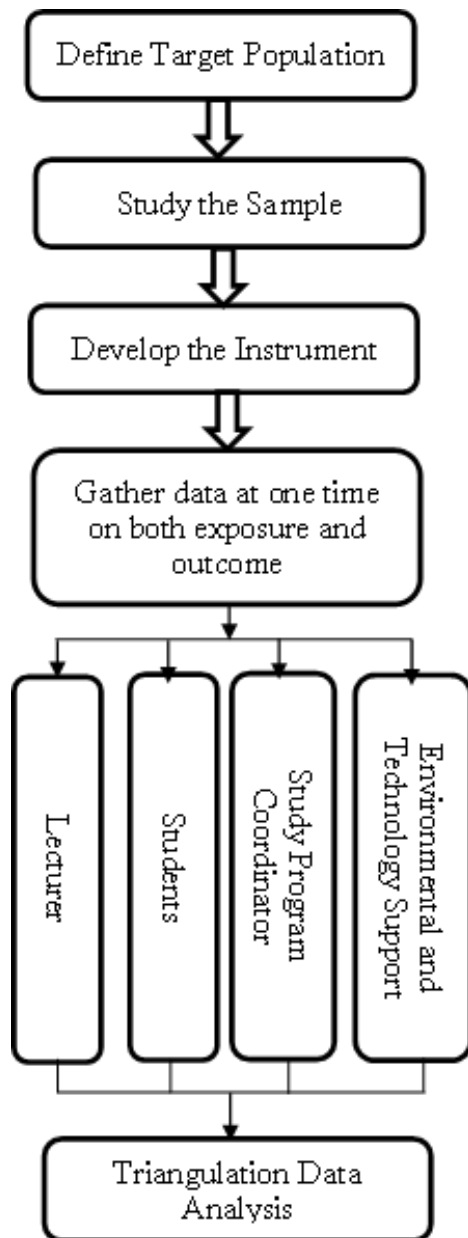 Define Target Population
Study the Sample
Develop the Instrument
Gather data at one time
on both exposure and
outcome
Lecturer
Students
Study Program
Coordinator
Environmental and
Technology Support
Triangulation Data
Analysis